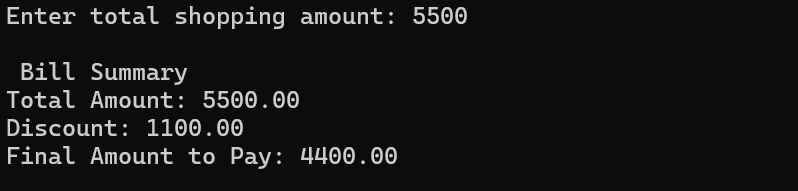 Enter total shopping amount: 5500
Bill Summary
Total Amount: 5500.00
Discount: 1100.00
Final Amount to Pay: 4400.00